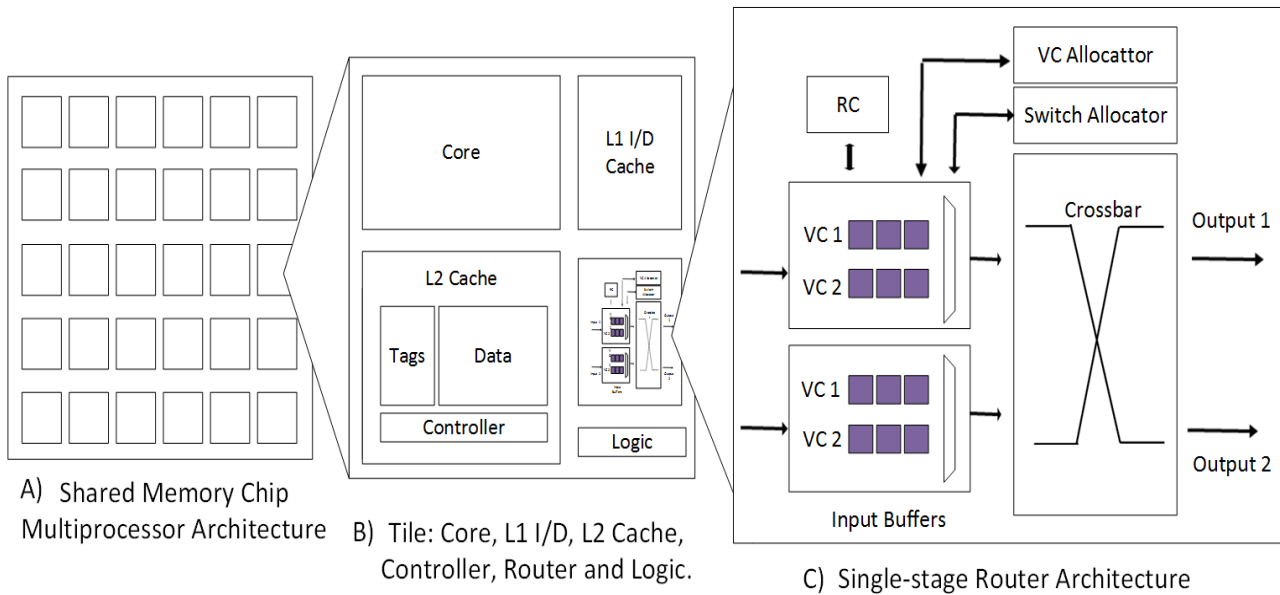 A) Shared Memory Chip
Multiprocessor Architecture
Core
L1 I/D
Cache
L2 Cache
Tags
Data
Controller
Logic
B) Tile: Core, L1 I/D, L2 Cache,
Controller, Router and Logic.
VC Allocattor
Switch Allocator
RC
VC 1
VC 2
VC 1
VC 2
Input Buffers
Crossbar
Output 1
Output 2
C) Single-stage Router Architecture